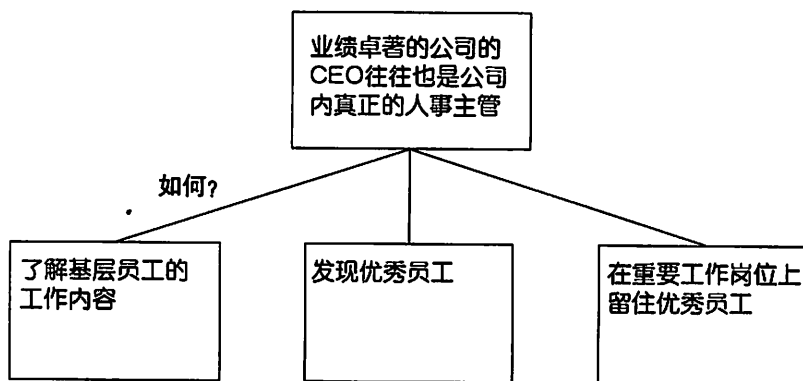 业绩卓著的公司的
CEO往往也是公司
内真正的人事主管
如何?
了解基层员工的
工作内容
发现优秀员工
在重要工作岗位上
留住优秀员工